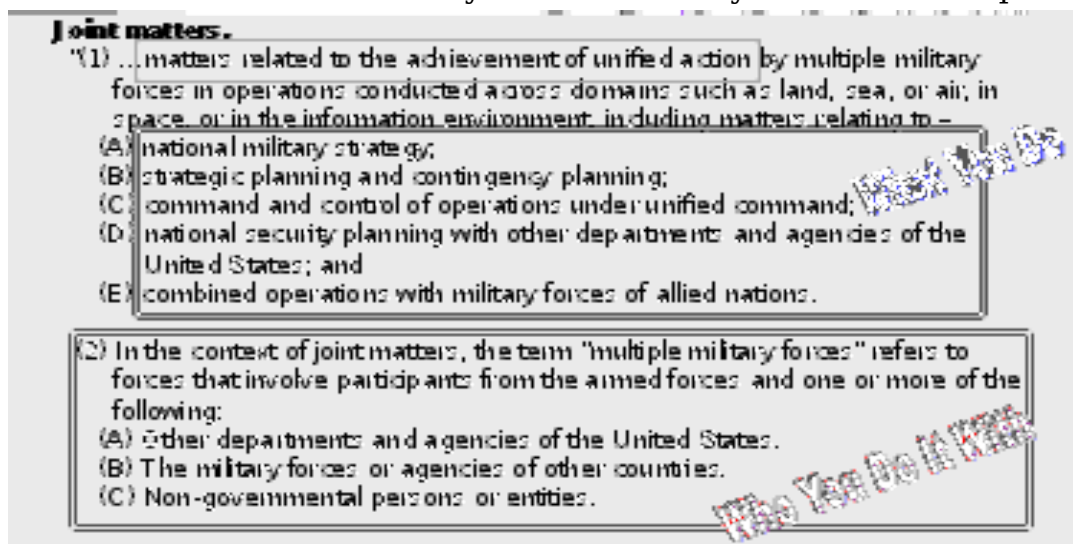 Joint matters.
"(1) ...matters related to the achievement of unified action by multiple military
forces in operations conducted across domains such as land, sea, or air, in
space, or in the information environment, including matters relating to –
(A) national military strategy;
(B) strategic planning and contingency planning;
(C) command and control of operations under unified command;
What You Do
(D) national security planning with other departments and agencies of the
United States; and
(E) combined operations with military forces of allied nations.
(2) In the context of joint matters, the term "multiple military forces" refers to
forces that involve participants from the armed forces and one or more of the
following:
(A) Other departments and agencies of the United States.
(B) The military forces or agencies of other countries.
(C) Non-governmental persons or entities.
Who You Do It With